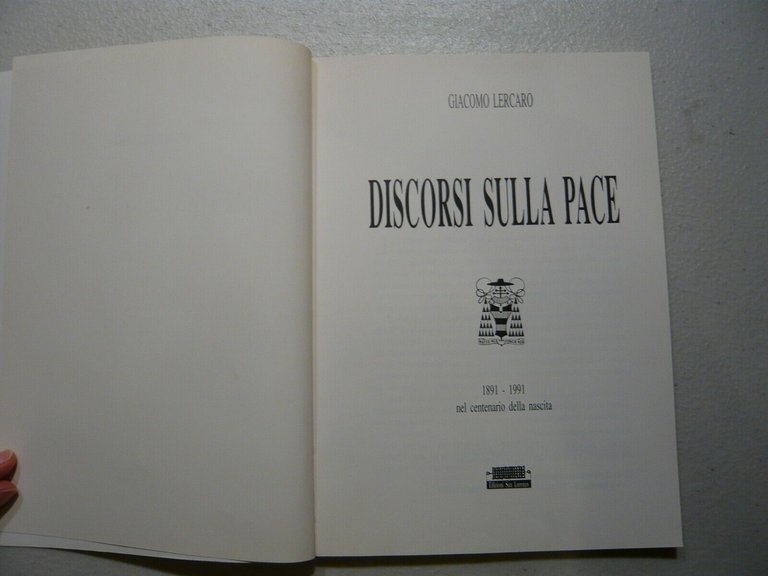 GIACOMO LERCARO
DISCORSI SULLA PACE
1891 - 1991
nel centenario della nascita
Edizioni San Lorenzo